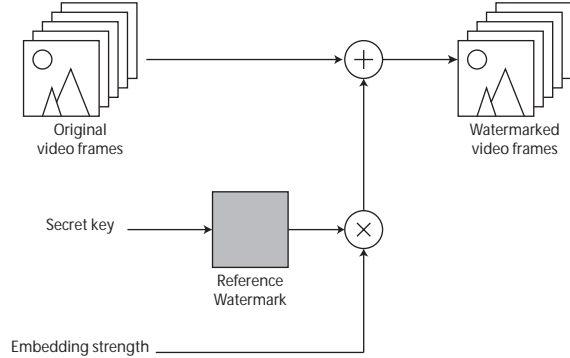 Original
video frames
Watermarked
video frames
Secret key
Reference
Watermark
Embedding strength